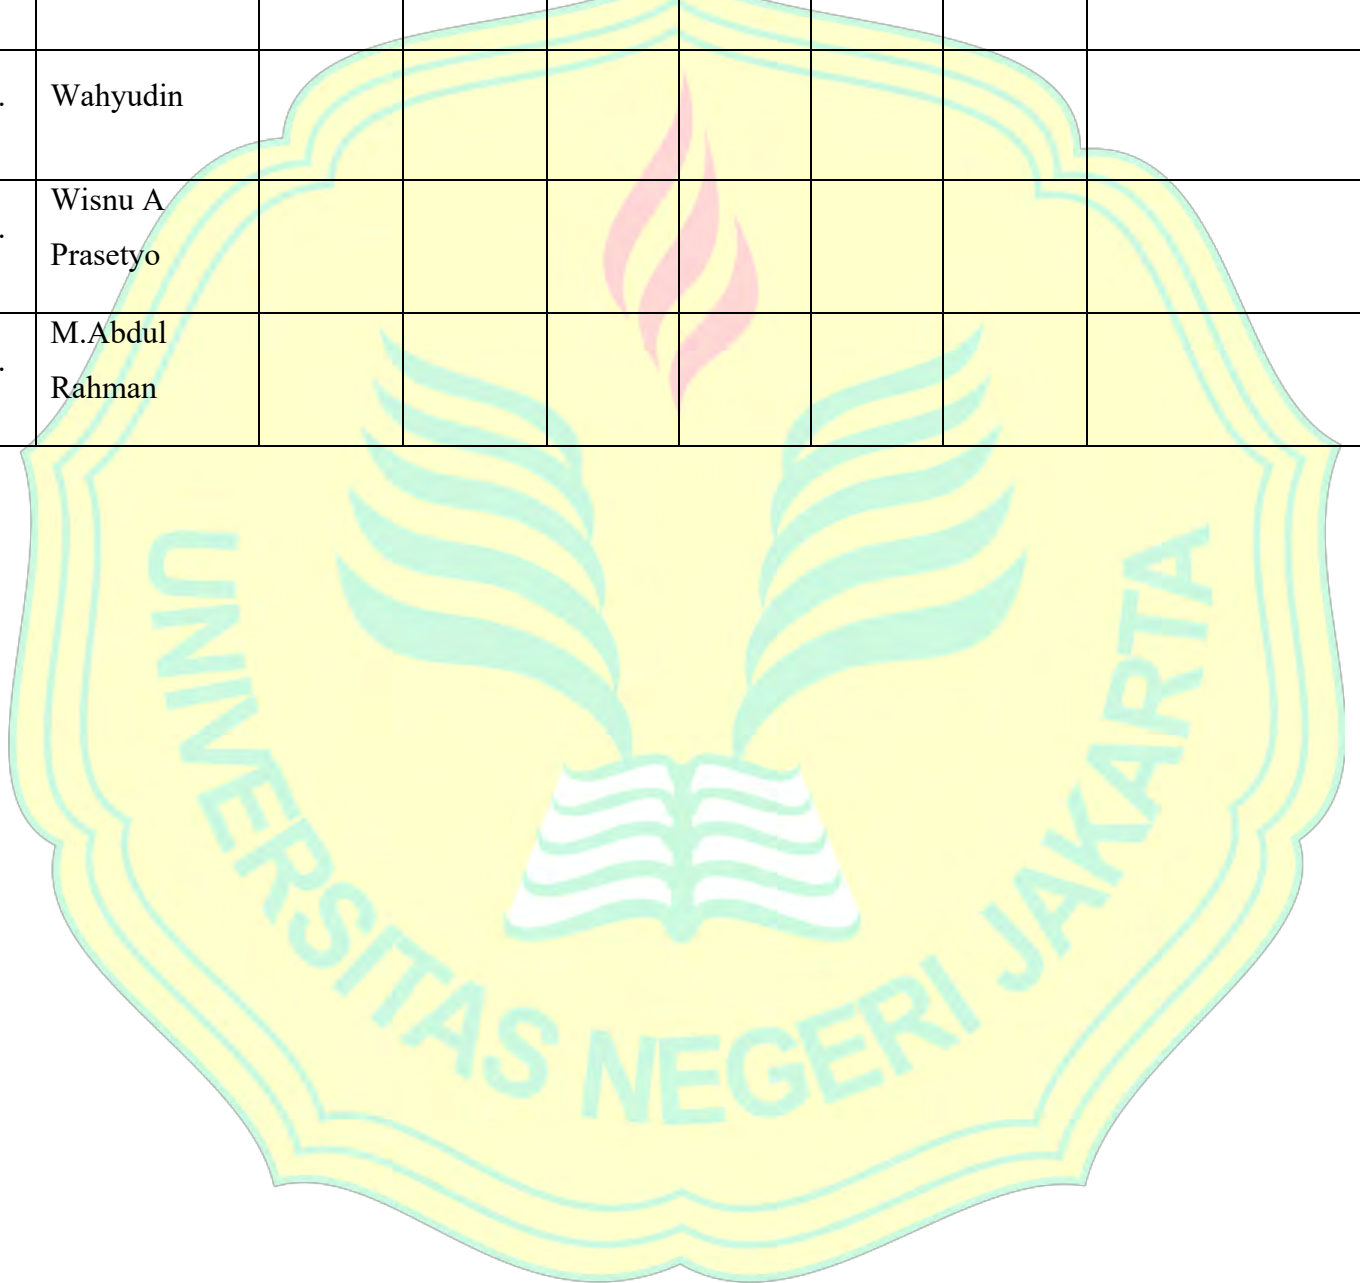 . Wahyudin
Wisnu A
.
Prasetyo
M.Abdul
.
Rahman
UNIVERSITAS NEGERI JAKARTA